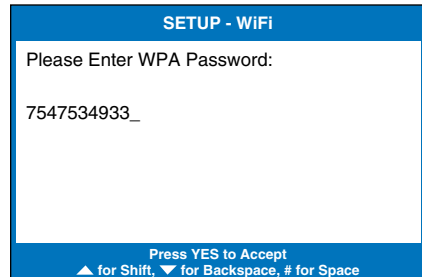 SETUP - WiFi
Please Enter WPA Password:
7547534933_
Press YES to Accept
▲ for Shift, ▼ for Backspace, # for Space